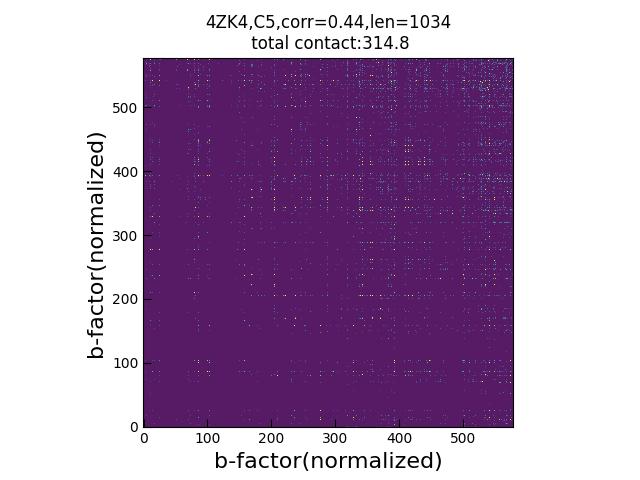 4ZK4,C5,corr=0.44,len=1034
total contact:314.8
b-factor(normalized)
500
400
300
200
100
0
0 100 200 300 400 500
b-factor(normalized)